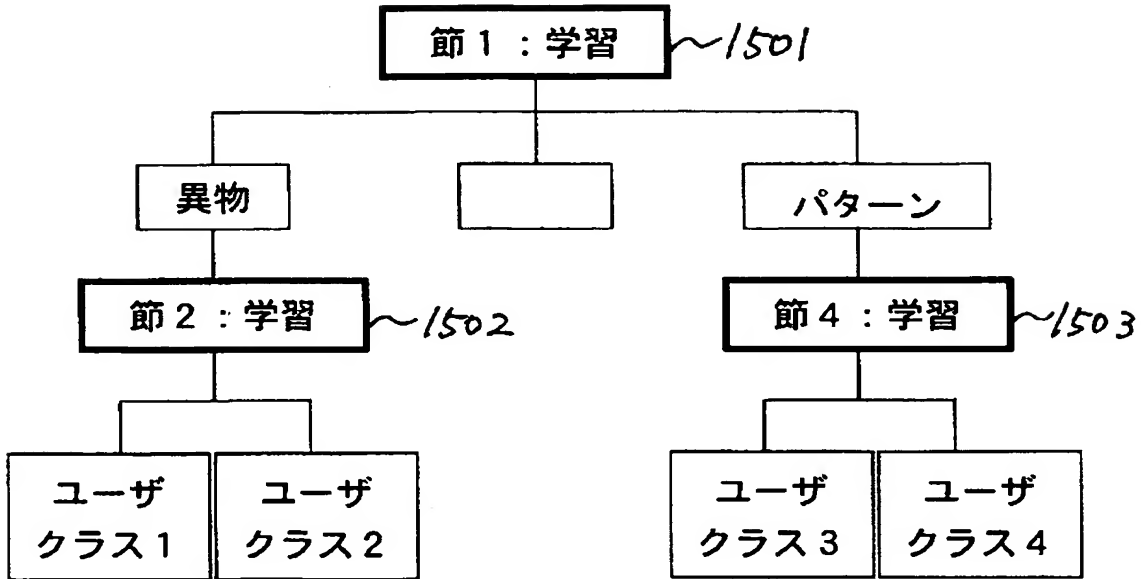 節1：学習
1501
異物
パターン
節2：学習
1502
節4：学習
1503
ユーザ
クラス1
ユーザ
クラス2
ユーザ
クラス3
ユーザ
クラス4